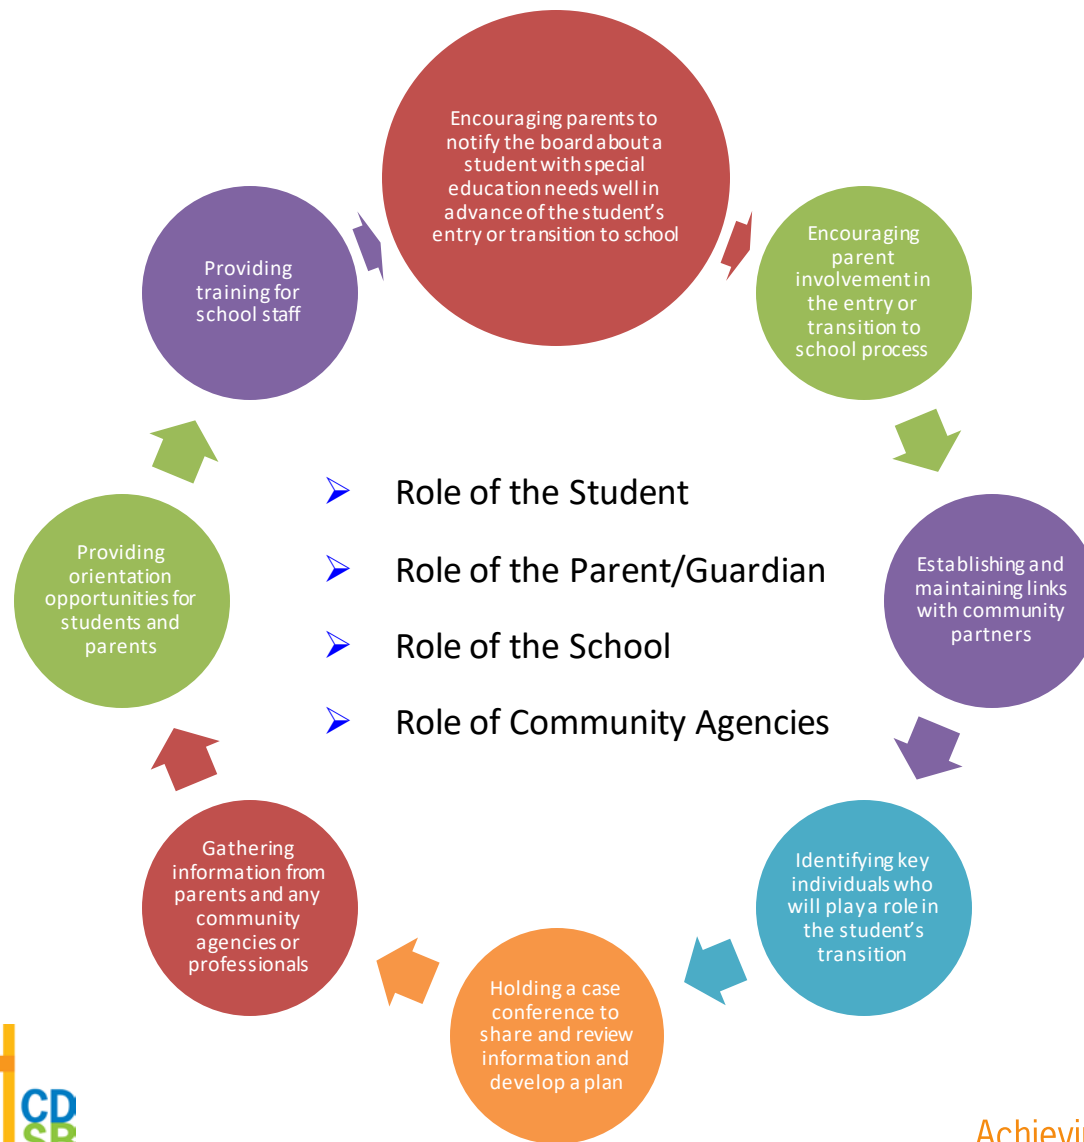 Encouraging parents to
notify the board about a
student with special
education needs well in
advance of the student's
entry or transition to school
Encouraging
parent
involvement in
the entry or
transition to
school process
Establishing and
maintaining links
with community
partners
Identifying key
individuals who
will play a role in
the student's
transition
Holding a case
conference to
share and review
information and
develop a plan
Gathering
information from
parents and any
community
agencies or
professionals
Providing
orientation
opportunities for
students and
parents
Providing
training for
school staff
➢ Role of the Student
➢ Role of the Parent/Guardian
➢ Role of the School
➢ Role of Community Agencies
CD
SB